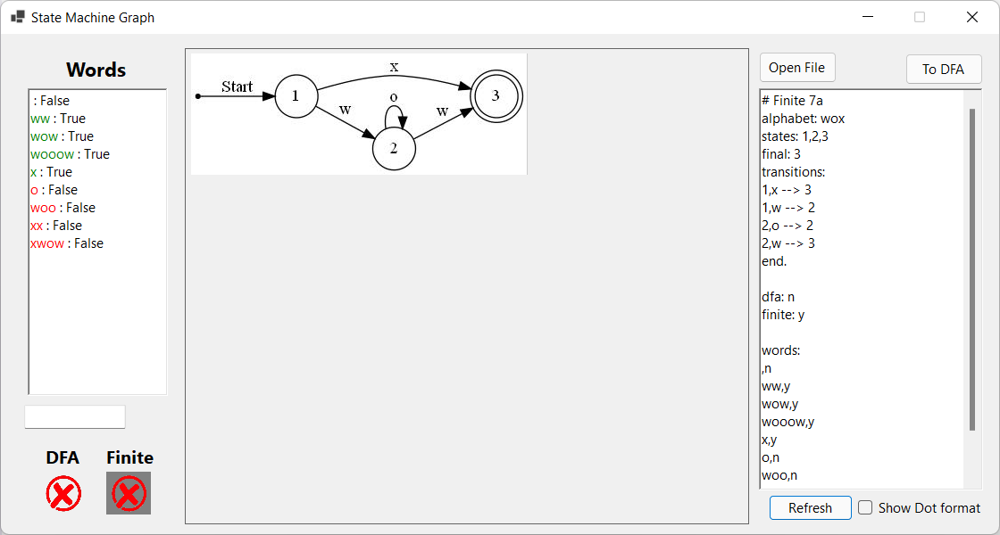 State Machine Graph
Words
: False
ww : True
wow : True
wooow : True
x : True
o : False
woo : False
xx : False
xwow : False
DFA
Finite
Start
1
x
w
o
2
w
3
Open File
To DFA
# Finite 7a
alphabet: wox
states: 1,2,3
final: 3
transitions:
1,x --> 3
1,w --> 2
2,o --> 2
2,w --> 3
end.
dfa: n
finite: y
words:
,n
ww,y
wow,y
wooow,y
x,y
o,n
woo,n
Refresh
Show Dot format